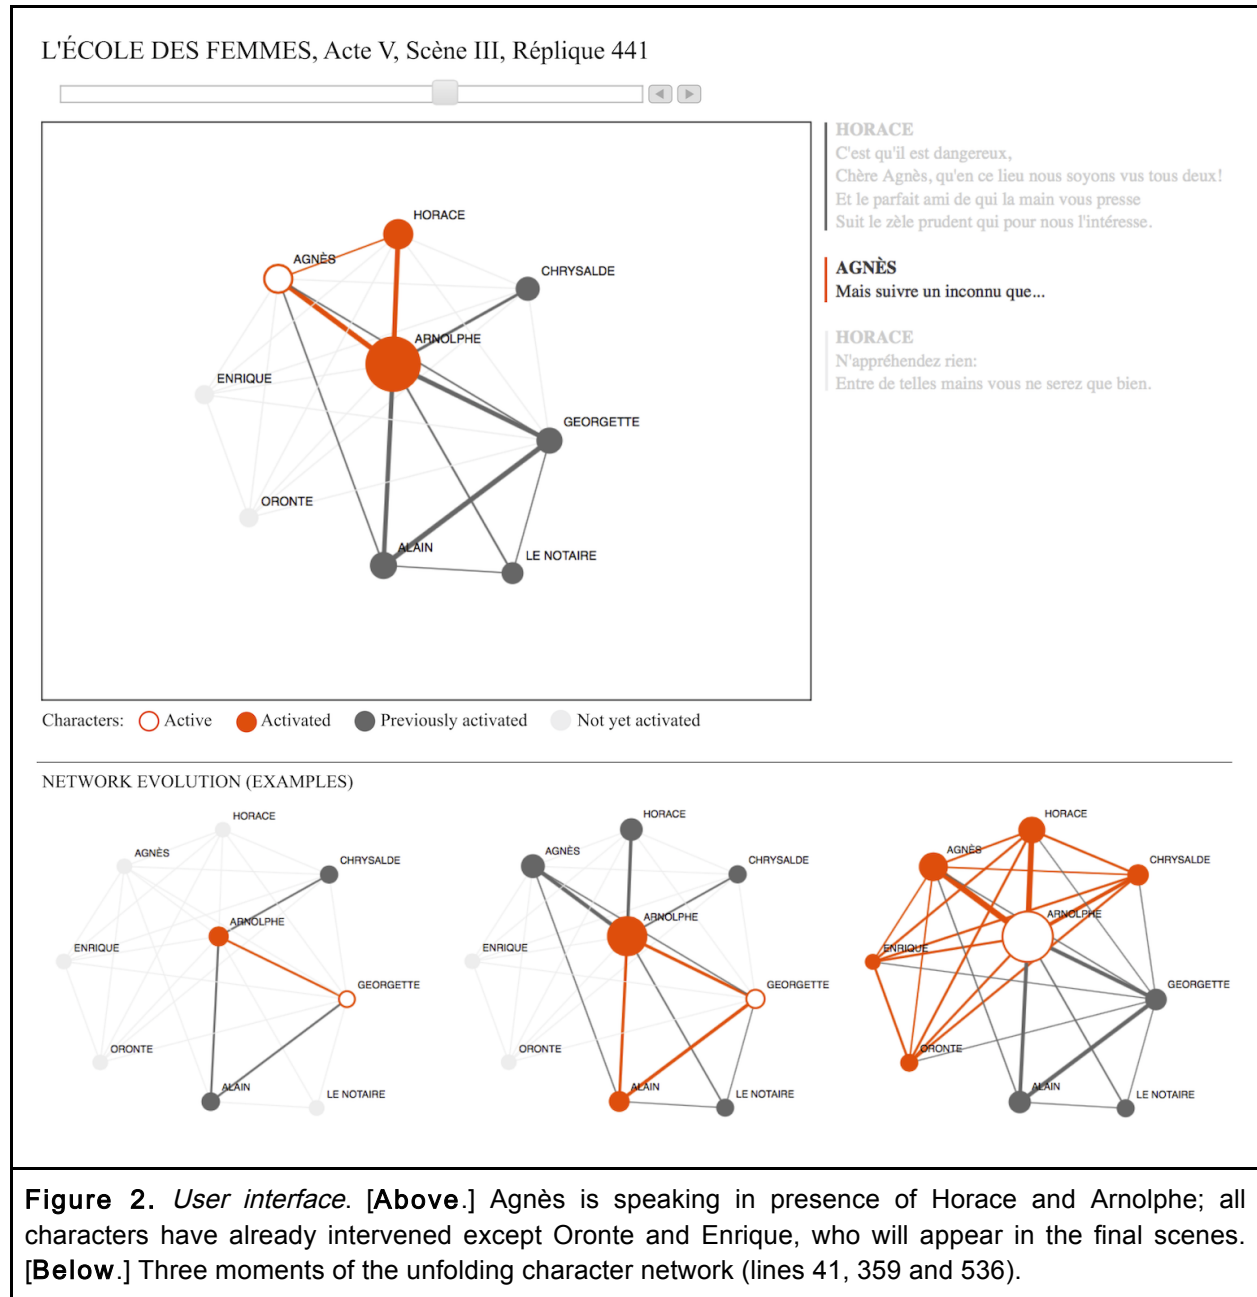 L'ÉCOLE DES FEMMES, Acte V, Scène III, Réplique 441
HORACE
C'est qu'il est dangereux,
Chère Agnès, qu'en ce lieu nous soyons vus tous deux!
Et le parfait ami de qui la main vous presse
Suit le zèle prudent qui pour nous l'intéresse.
AGNÈS
Mais suivre un inconnu que...
HORACE
N'appréhendez rien:
Entre de telles mains vous ne serez que bien.
HORACE
AGNÈS
CHRYSALDE
ARNOLPHE
ENRIQUE
GEORGETTE
ORONTE
ALAIN
LE NOTAIRE
Characters: Active Activated Previously activated Not yet activated
NETWORK EVOLUTION (EXAMPLES)
HORACE
AGNÈS
CHRYSALDE
ARNOLPHE
ENRIQUE
GEORGETTE
ORONTE
ALAIN
LE NOTAIRE
HORACE
AGNÈS
CHRYSALDE
ARNOLPHE
ENRIQUE
GEORGETTE
ORONTE
ALAIN
LE NOTAIRE
HORACE
AGNÈS
CHRYSALDE
ARNOLPHE
ENRIQUE
GEORGETTE
ORONTE
ALAIN
LE NOTAIRE
Figure 2. User interface. [Above.] Agnès is speaking in presence of Horace and Arnolphe; all
characters have already intervened except Oronte and Enrique, who will appear in the final scenes.
[Below.] Three moments of the unfolding character network (lines 41, 359 and 536).